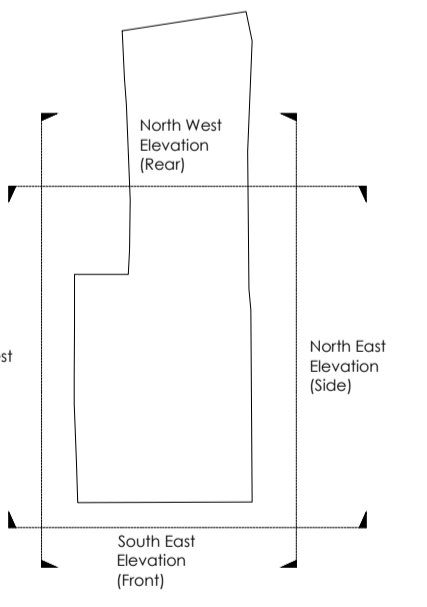 North West
Elevation
(Rear)
st
North East
Elevation
(Side)
South East
Elevation
(Front)